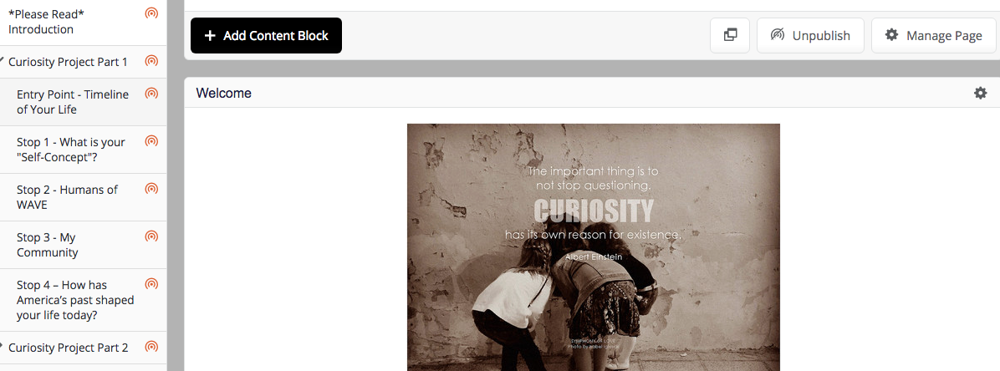 *Please Read*
Introduction
Curiosity Project Part 1
Entry Point - Timeline
of Your Life
Stop 1 - What is your
"Self-Concept"?
Stop 2 - Humans of
WAVE
Stop 3 - My
Community
Stop 4 – How has
America's past shaped
your life today?
Curiosity Project Part 2
+ Add Content Block
Unpublish
Manage Page
Welcome
The important thing is to
not stop questioning.
CURIOSITY
has its own reason for existence.
Albert Einstein